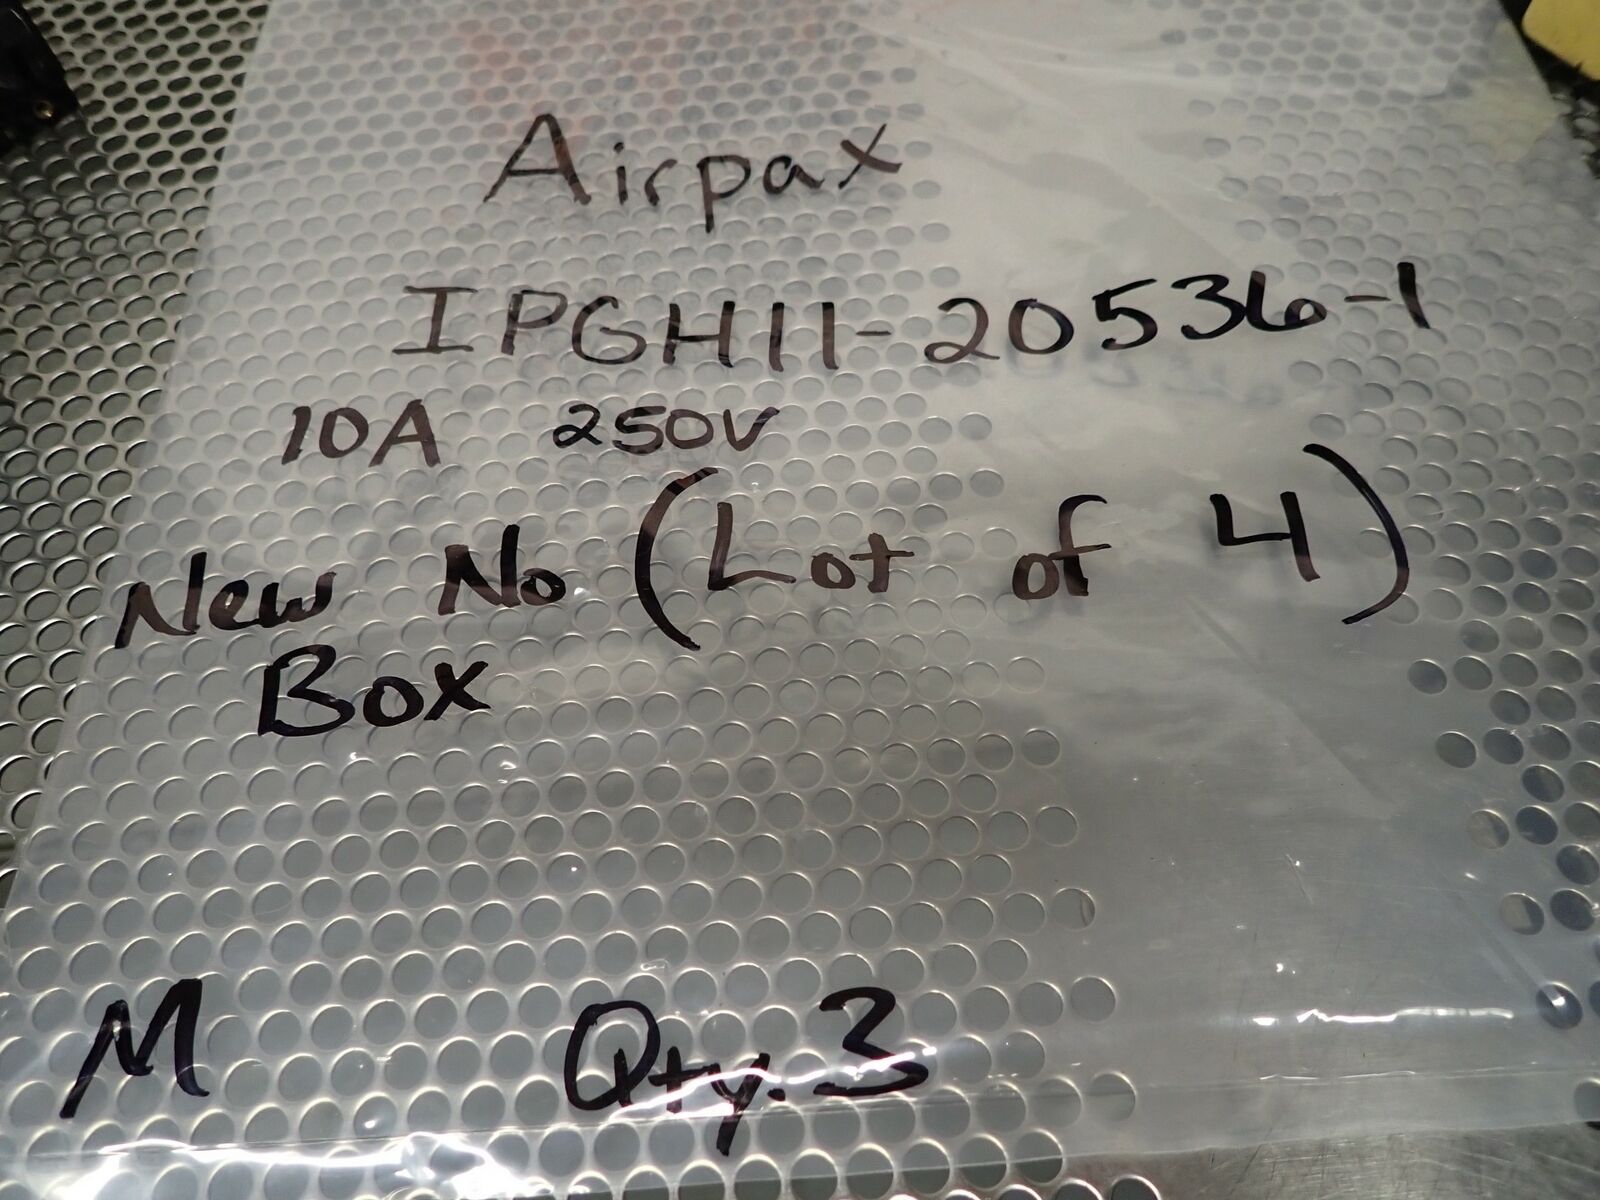 Airpax
IPGH11-20536-1
10A 250V
New No (Lot of 4)
Box
M Qty.3